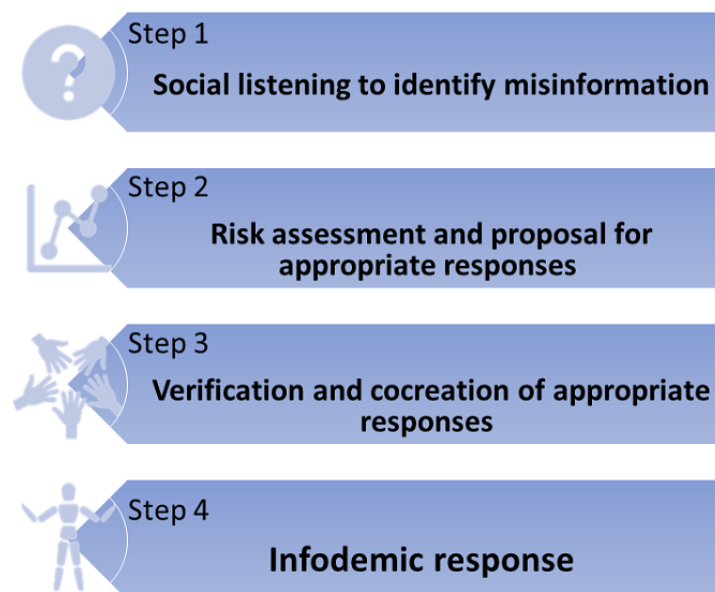 Step 1
Social listening to identify misinformation
Step 2
Risk assessment and proposal for
appropriate responses
Step 3
Verification and cocreation of appropriate
responses
Step 4
Infodemic response